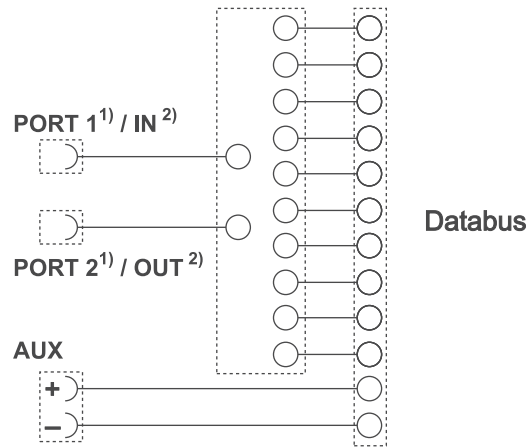 PORT 1¹⁾ / IN ²⁾
Databus
PORT 2¹⁾ / OUT ²⁾
AUX
+
−